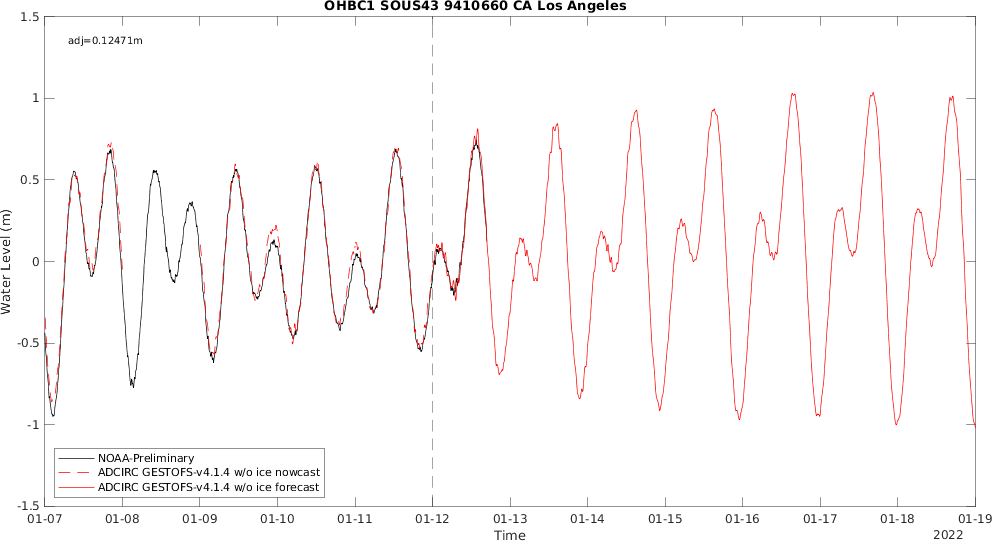 OHBC1 SOUS43 9410660 CA Los Angeles
1.5
adj=0.12471m
1
0.5
0
-0.5
-1
-1.5
Water Level (m)
NOAA-Preliminary
ADCIRC GESTOFS-v4.1.4 w/o ice nowcast
ADCIRC GESTOFS-v4.1.4 w/o ice forecast
01-07 01-08 01-09 01-10 01-11 01-12 01-13 01-14 01-15 01-16 01-17 01-18 01-19
Time
2022